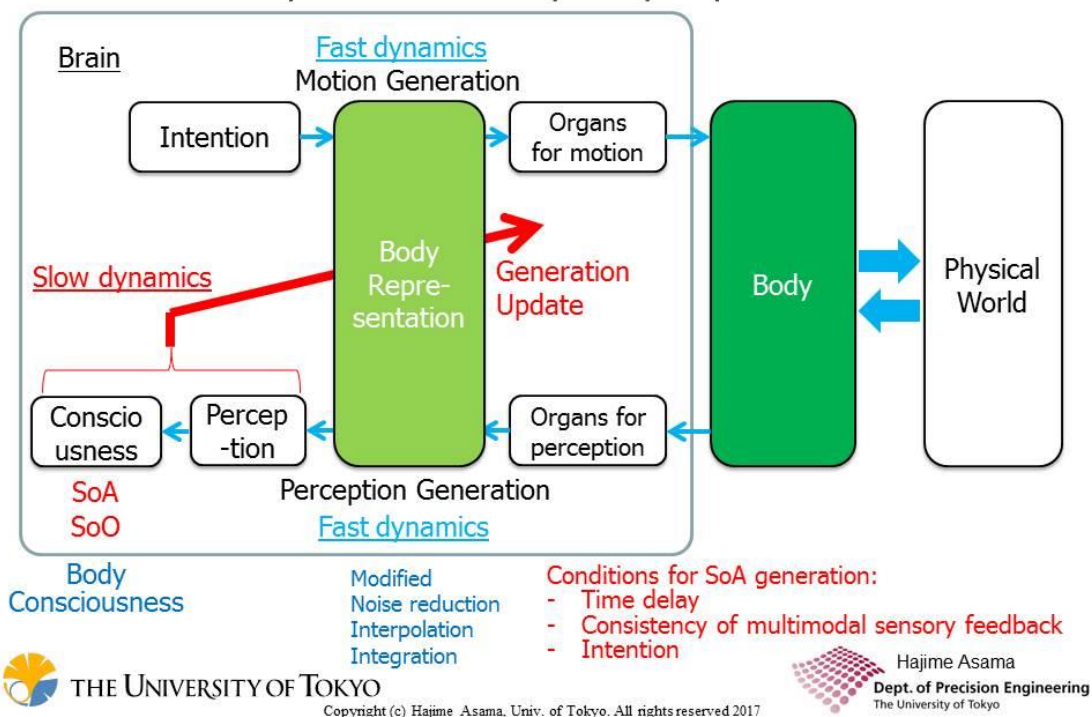 Brain
Fast dynamics
Motion Generation
Intention
Organs
for motion
Slow dynamics
Body
Repre-
sentation
Generation
Update
Body
Physical
World
Conscio
usness
Percep
-tion
Organs for
perception
SoA
SoO
Perception Generation
Fast dynamics
Body
Consciousness
Modified
Noise reduction
Interpolation
Integration
Conditions for SoA generation:
- Time delay
- Consistency of multimodal sensory feedback
- Intention
THE UNIVERSITY OF TOKYO
Hajime Asama
Dept. of Precision Engineering
The University of Tokyo
Copyright (c) Hajime Asama, Univ. of Tokyo. All rights reserved 2017